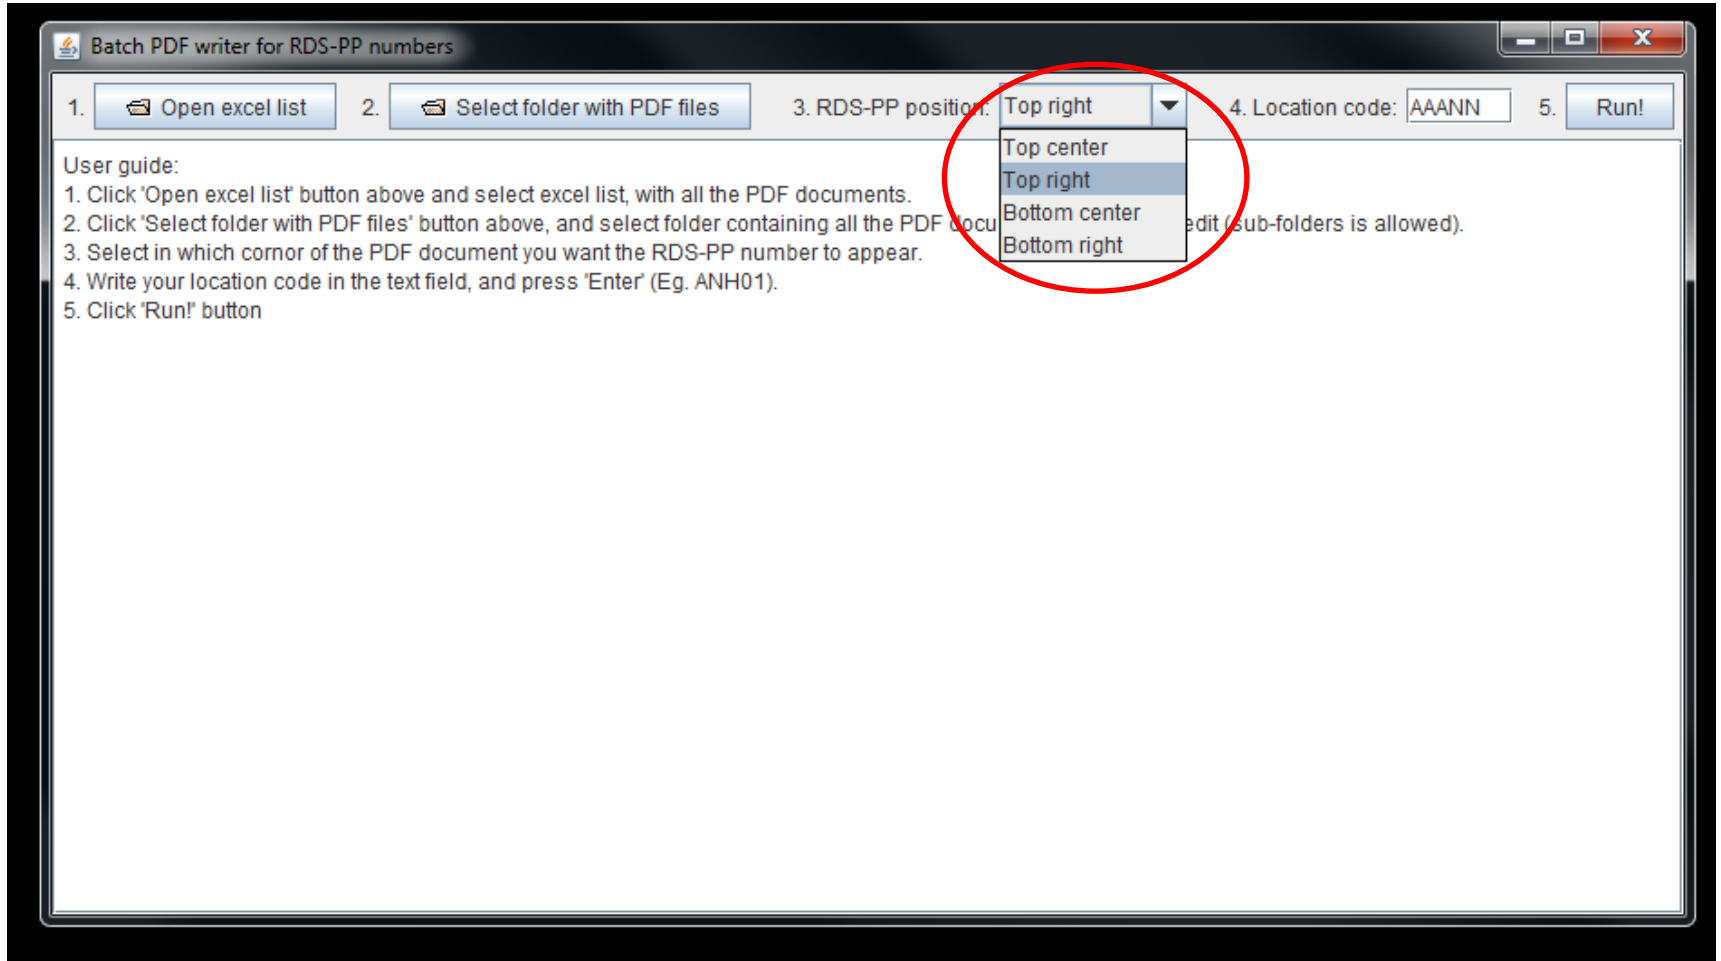 Batch PDF writer for RDS-PP numbers
1. Open excel list 2. Select folder with PDF files 3. RDS-PP position: Top right 4. Location code: AAANN 5. Run!
Top center
Top right
Bottom center
Bottom right
User guide:
1. Click 'Open excel list' button above and select excel list, with all the PDF documents.
2. Click 'Select folder with PDF files' button above, and select folder containing all the PDF docu edit (sub-folders is allowed).
3. Select in which cornor of the PDF document you want the RDS-PP number to appear.
4. Write your location code in the text field, and press 'Enter' (Eg. ANH01).
5. Click 'Run!' button